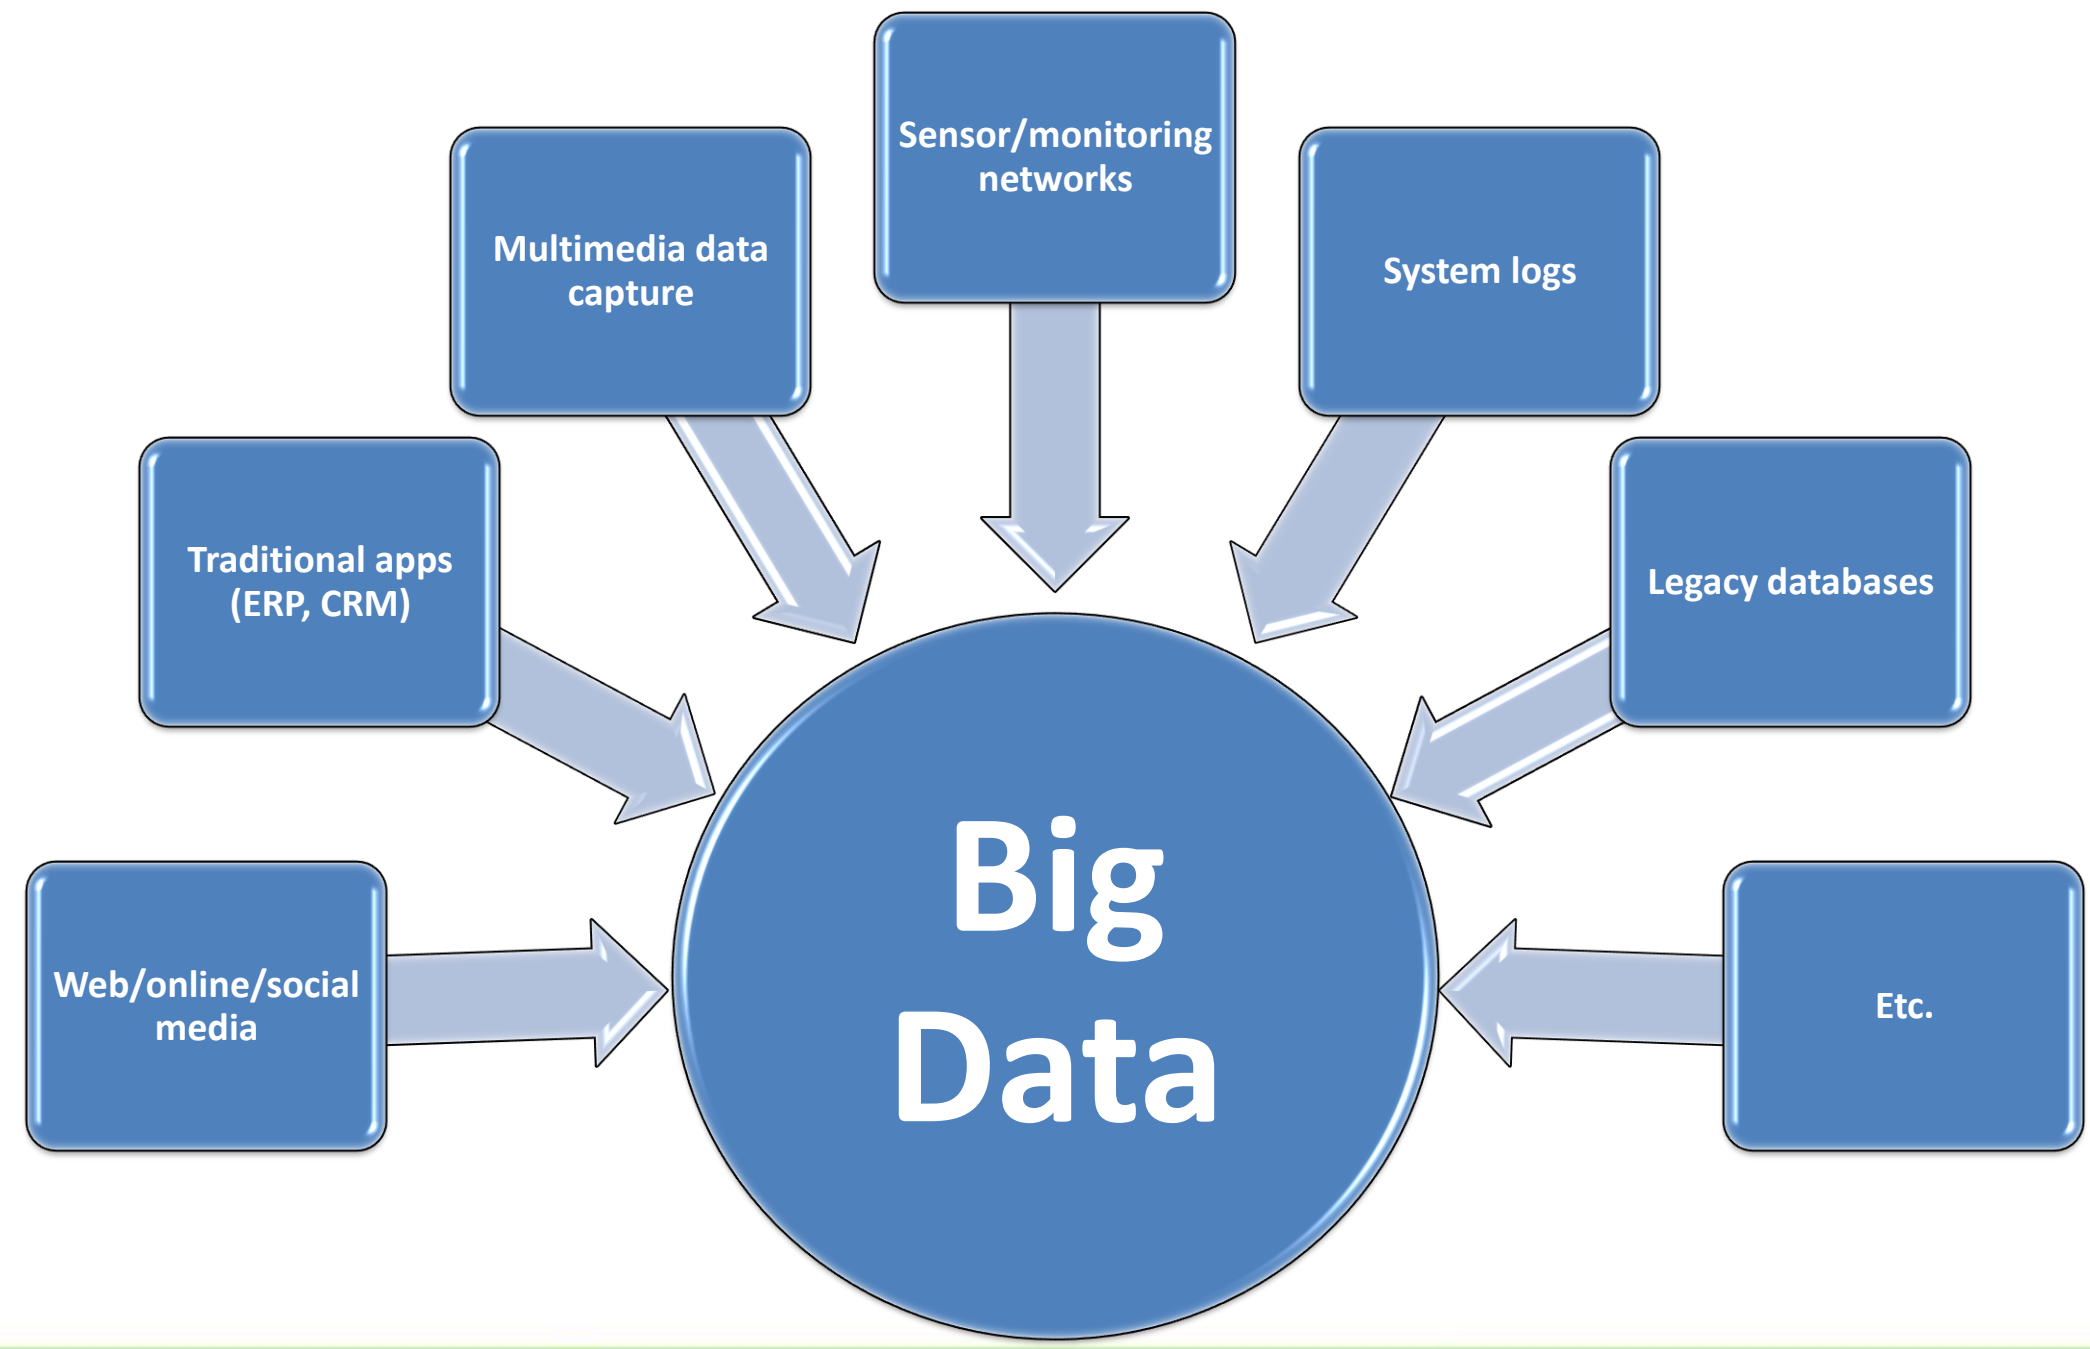 Sensor/monitoring
networks
Multimedia data
capture
System logs
Traditional apps
(ERP, CRM)
Legacy databases
Web/online/social
media
Big
Data
Etc.